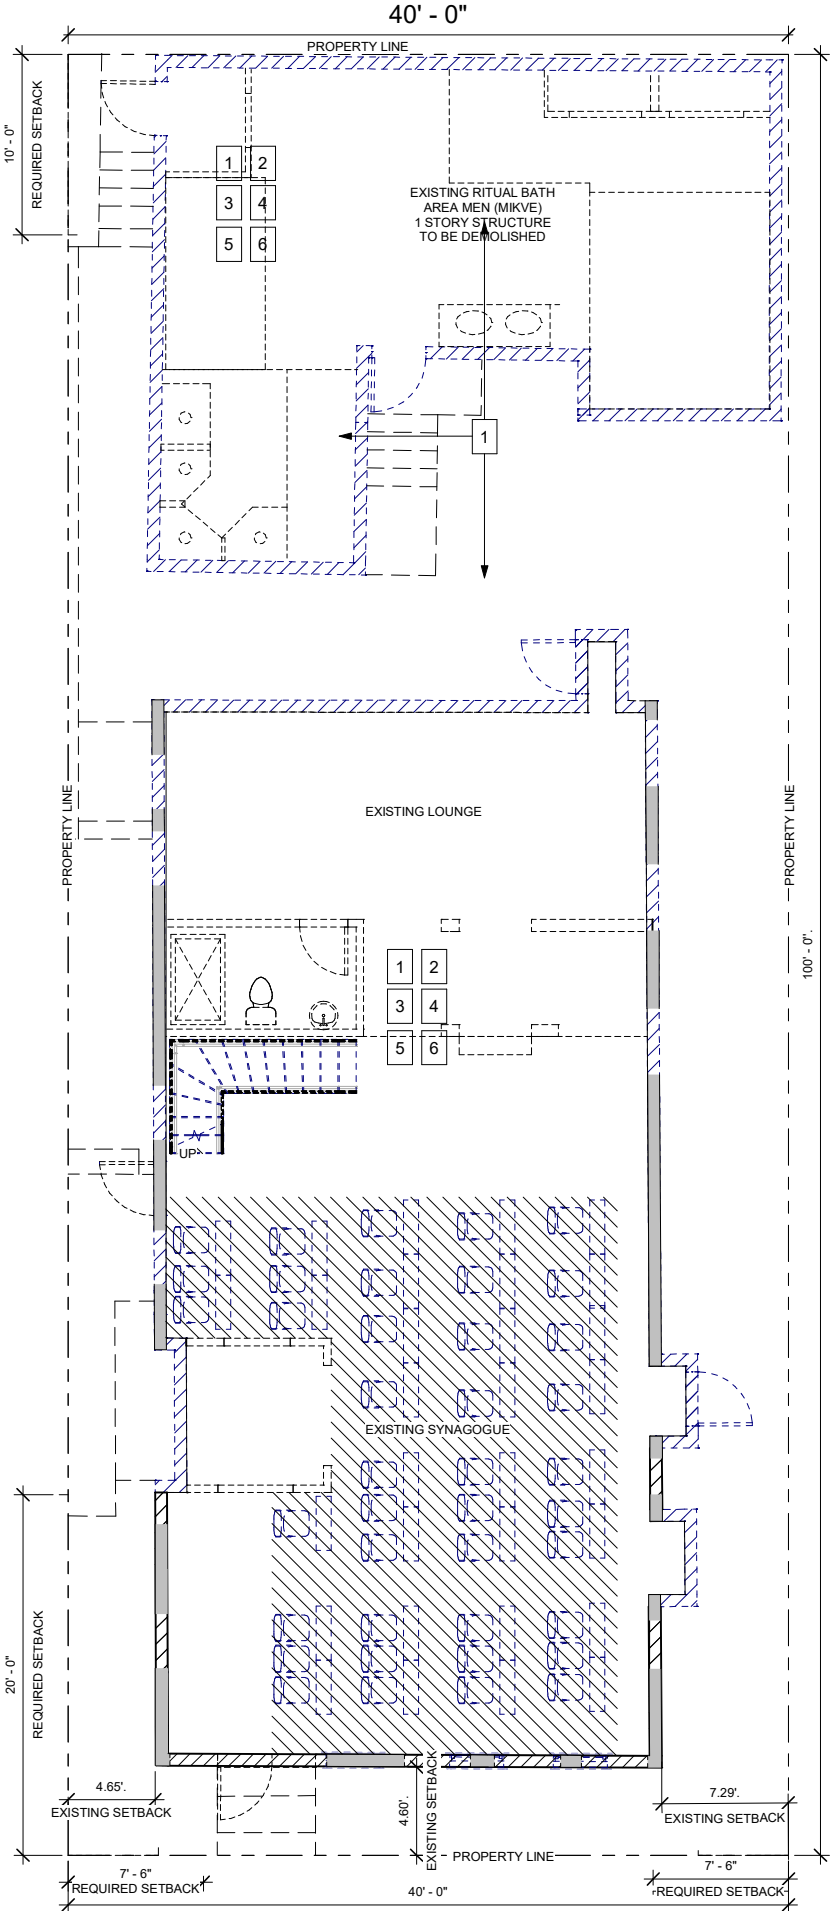 40' - 0"
PROPERTY LINE
10' - 0"
REQUIRED SETBACK
1 2
3 4
5 6
EXISTING RITUAL BATH
AREA MEN (MIKVE)
1 STORY STRUCTURE
TO BE DEMOLISHED
1
PROPERTY LINE
PROPERTY LINE
EXISTING LOUNGE
100' - 0".
1 2
3 4
5 6
UP
EXISTING SYNAGOGUE
20' - 0"
REQUIRED SETBACK
4.65'.
EXISTING SETBACK
4.60'.
EXISTING SETBACK
7.29'.
EXISTING SETBACK
PROPERTY LINE
7' - 6"
REQUIRED SETBACK
40' - 0"
7' - 6"
REQUIRED SETBACK